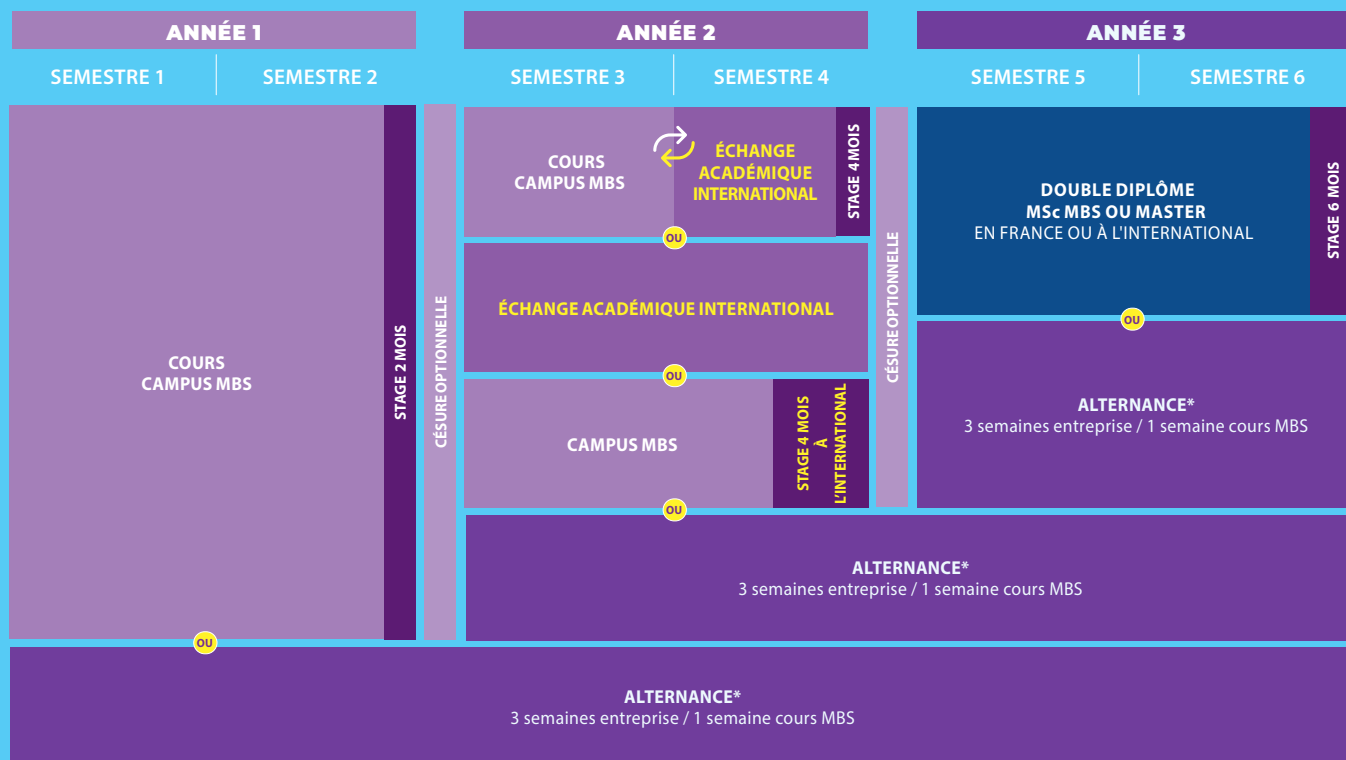 ANNÉE 1
ANNÉE 2
ANNÉE 3
SEMESTRE 1
SEMESTRE 2
SEMESTRE 3
SEMESTRE 4
SEMESTRE 5
SEMESTRE 6
COURS
CAMPUS MBS
STAGE 2 MOIS
CÉSURE OPTIONNELLE
COURS
CAMPUS MBS
ÉCHANGE
ACADÉMIQUE
INTERNATIONAL
STAGE 4 MOIS
OU
ÉCHANGE ACADÉMIQUE INTERNATIONAL
OU
CAMPUS MBS
STAGE 4 MOIS
À
L'INTERNATIONAL
OU
CÉSURE OPTIONNELLE
DOUBLE DIPLÔME
MSc MBS OU MASTER
EN FRANCE OU À L'INTERNATIONAL
STAGE 6 MOIS
OU
ALTERNANCE*
3 semaines entreprise / 1 semaine cours MBS
ALTERNANCE*
3 semaines entreprise / 1 semaine cours MBS
OU
ALTERNANCE*
3 semaines entreprise / 1 semaine cours MBS